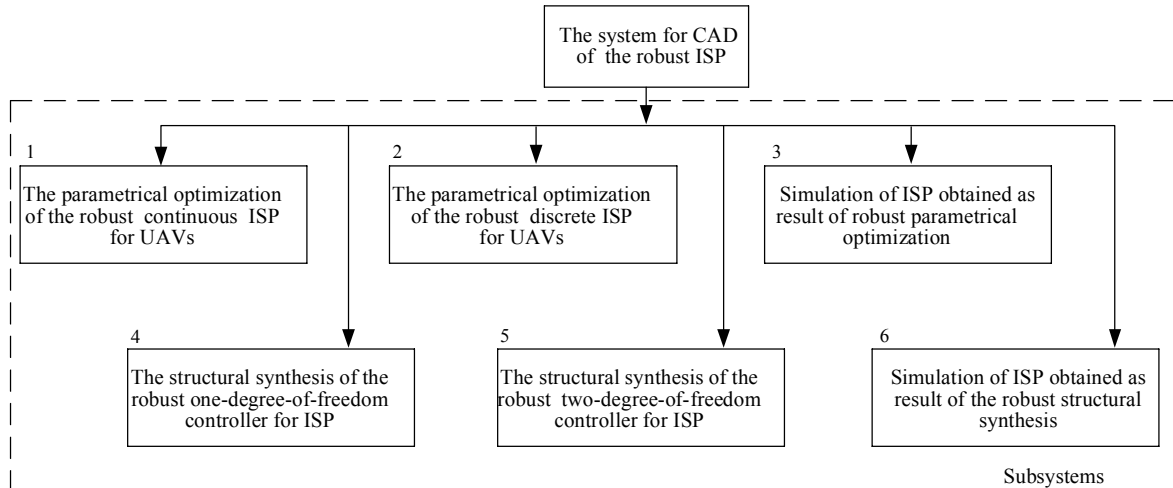 The system for CAD
of the robust ISP
1
The parametrical optimization
of the robust continuous ISP
for UAVs
2
The parametrical optimization
of the robust discrete ISP
for UAVs
3
Simulation of ISP obtained as
result of robust parametrical
optimization
4
The structural synthesis of the
robust one-degree-of-freedom
controller for ISP
5
The structural synthesis of the
robust two-degree-of-freedom
controller for ISP
6
Simulation of ISP obtained as
result of the robust structural
synthesis
Subsystems